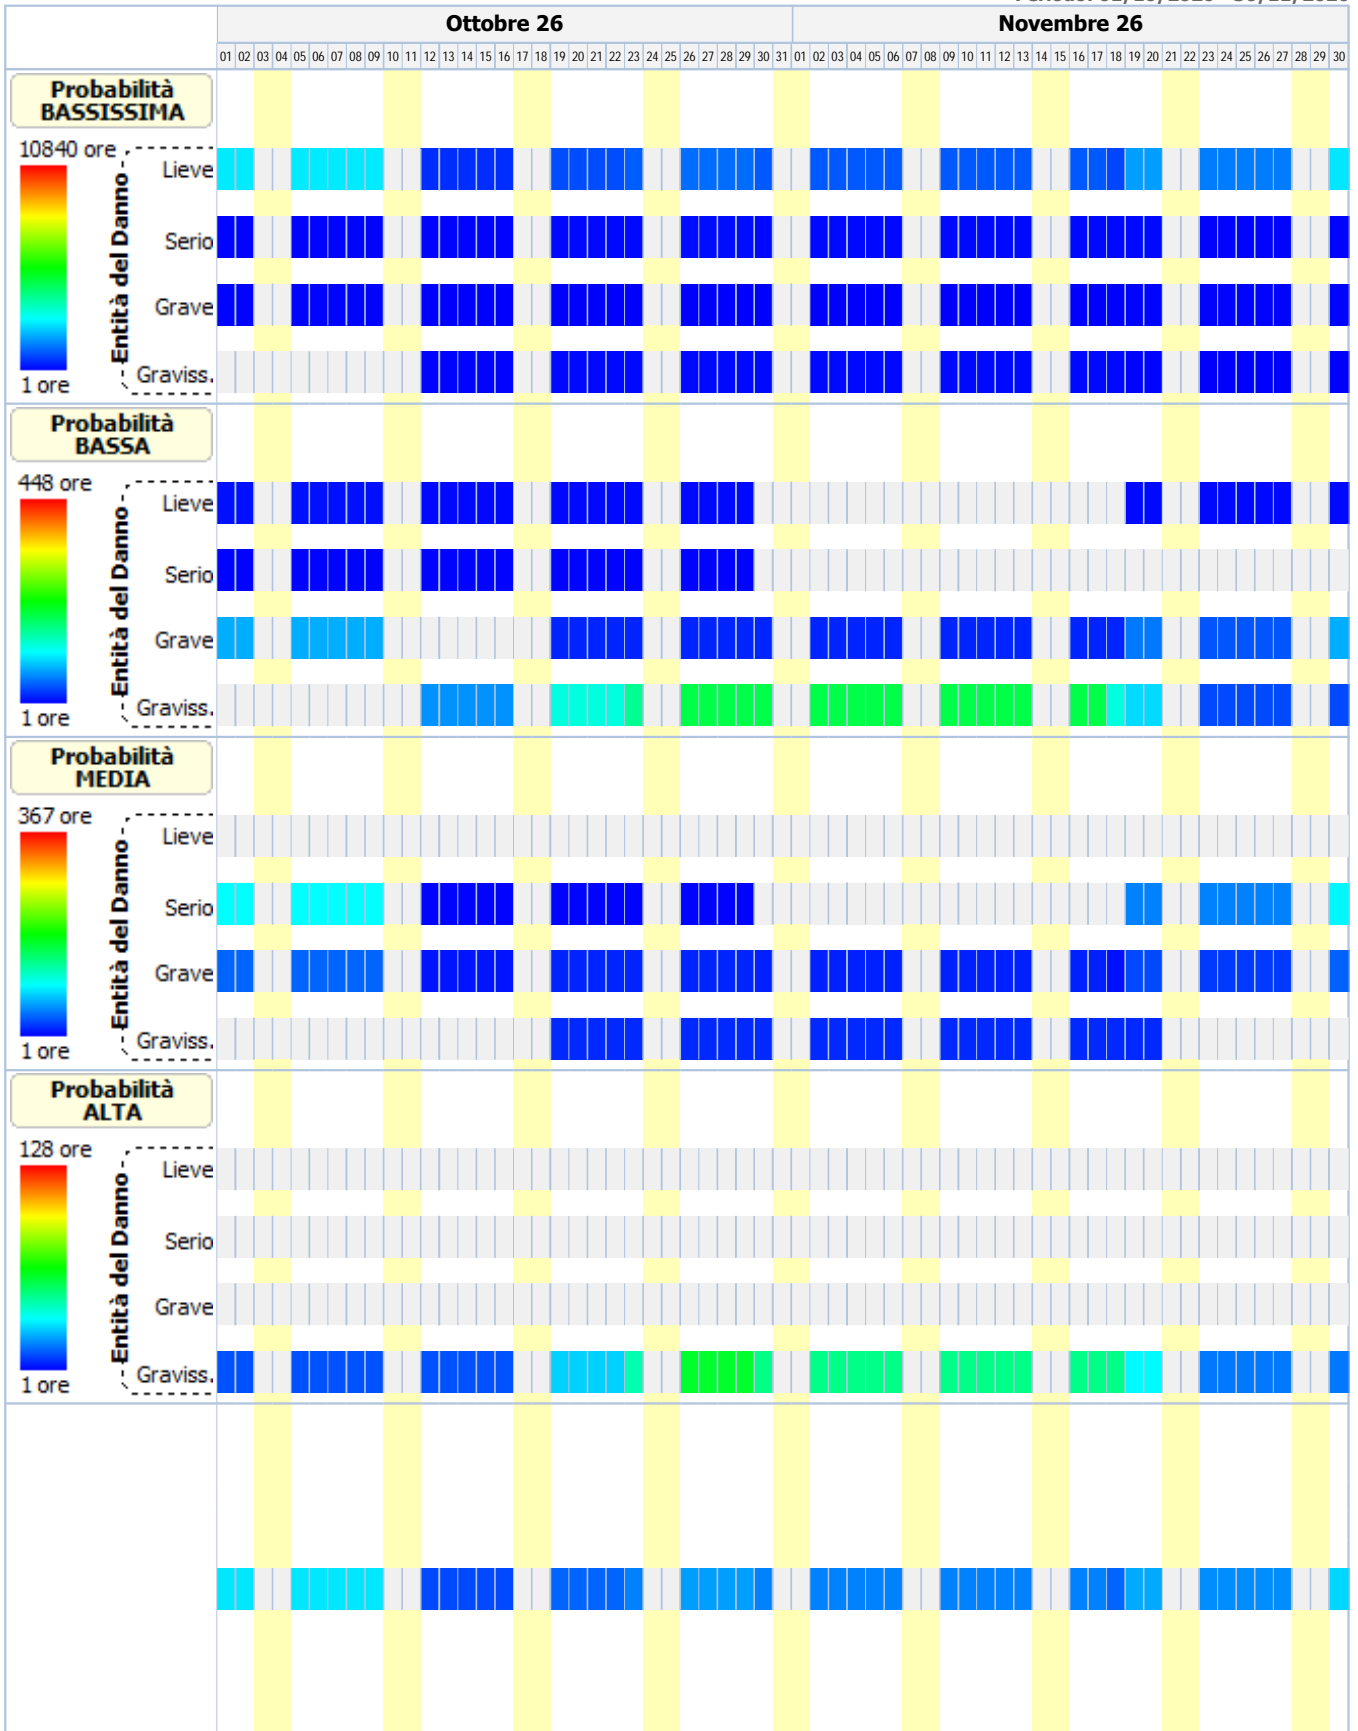 Ottobre 26 Novembre 26
01 02 03 04 05 06 07 08 09 10 11 12 13 14 15 16 17 18 19 20 21 22 23 24 25 26 27 28 29 30 31 01 02 03 04 05 06 07 08 09 10 11 12 13 14 15 16 17 18 19 20 21 22 23 24 25 26 27 28 29 30
Probabilità
BASSISSIMA
10840 ore
Entità del Danno
Lieve
Serio
Grave
Graviss.
1 ore
Probabilità
BASSA
448 ore
Entità del Danno
Lieve
Serio
Grave
Graviss.
1 ore
Probabilità
MEDIA
367 ore
Entità del Danno
Lieve
Serio
Grave
Graviss.
1 ore
Probabilità
ALTA
128 ore
Entità del Danno
Lieve
Serio
Grave
Graviss.
1 ore